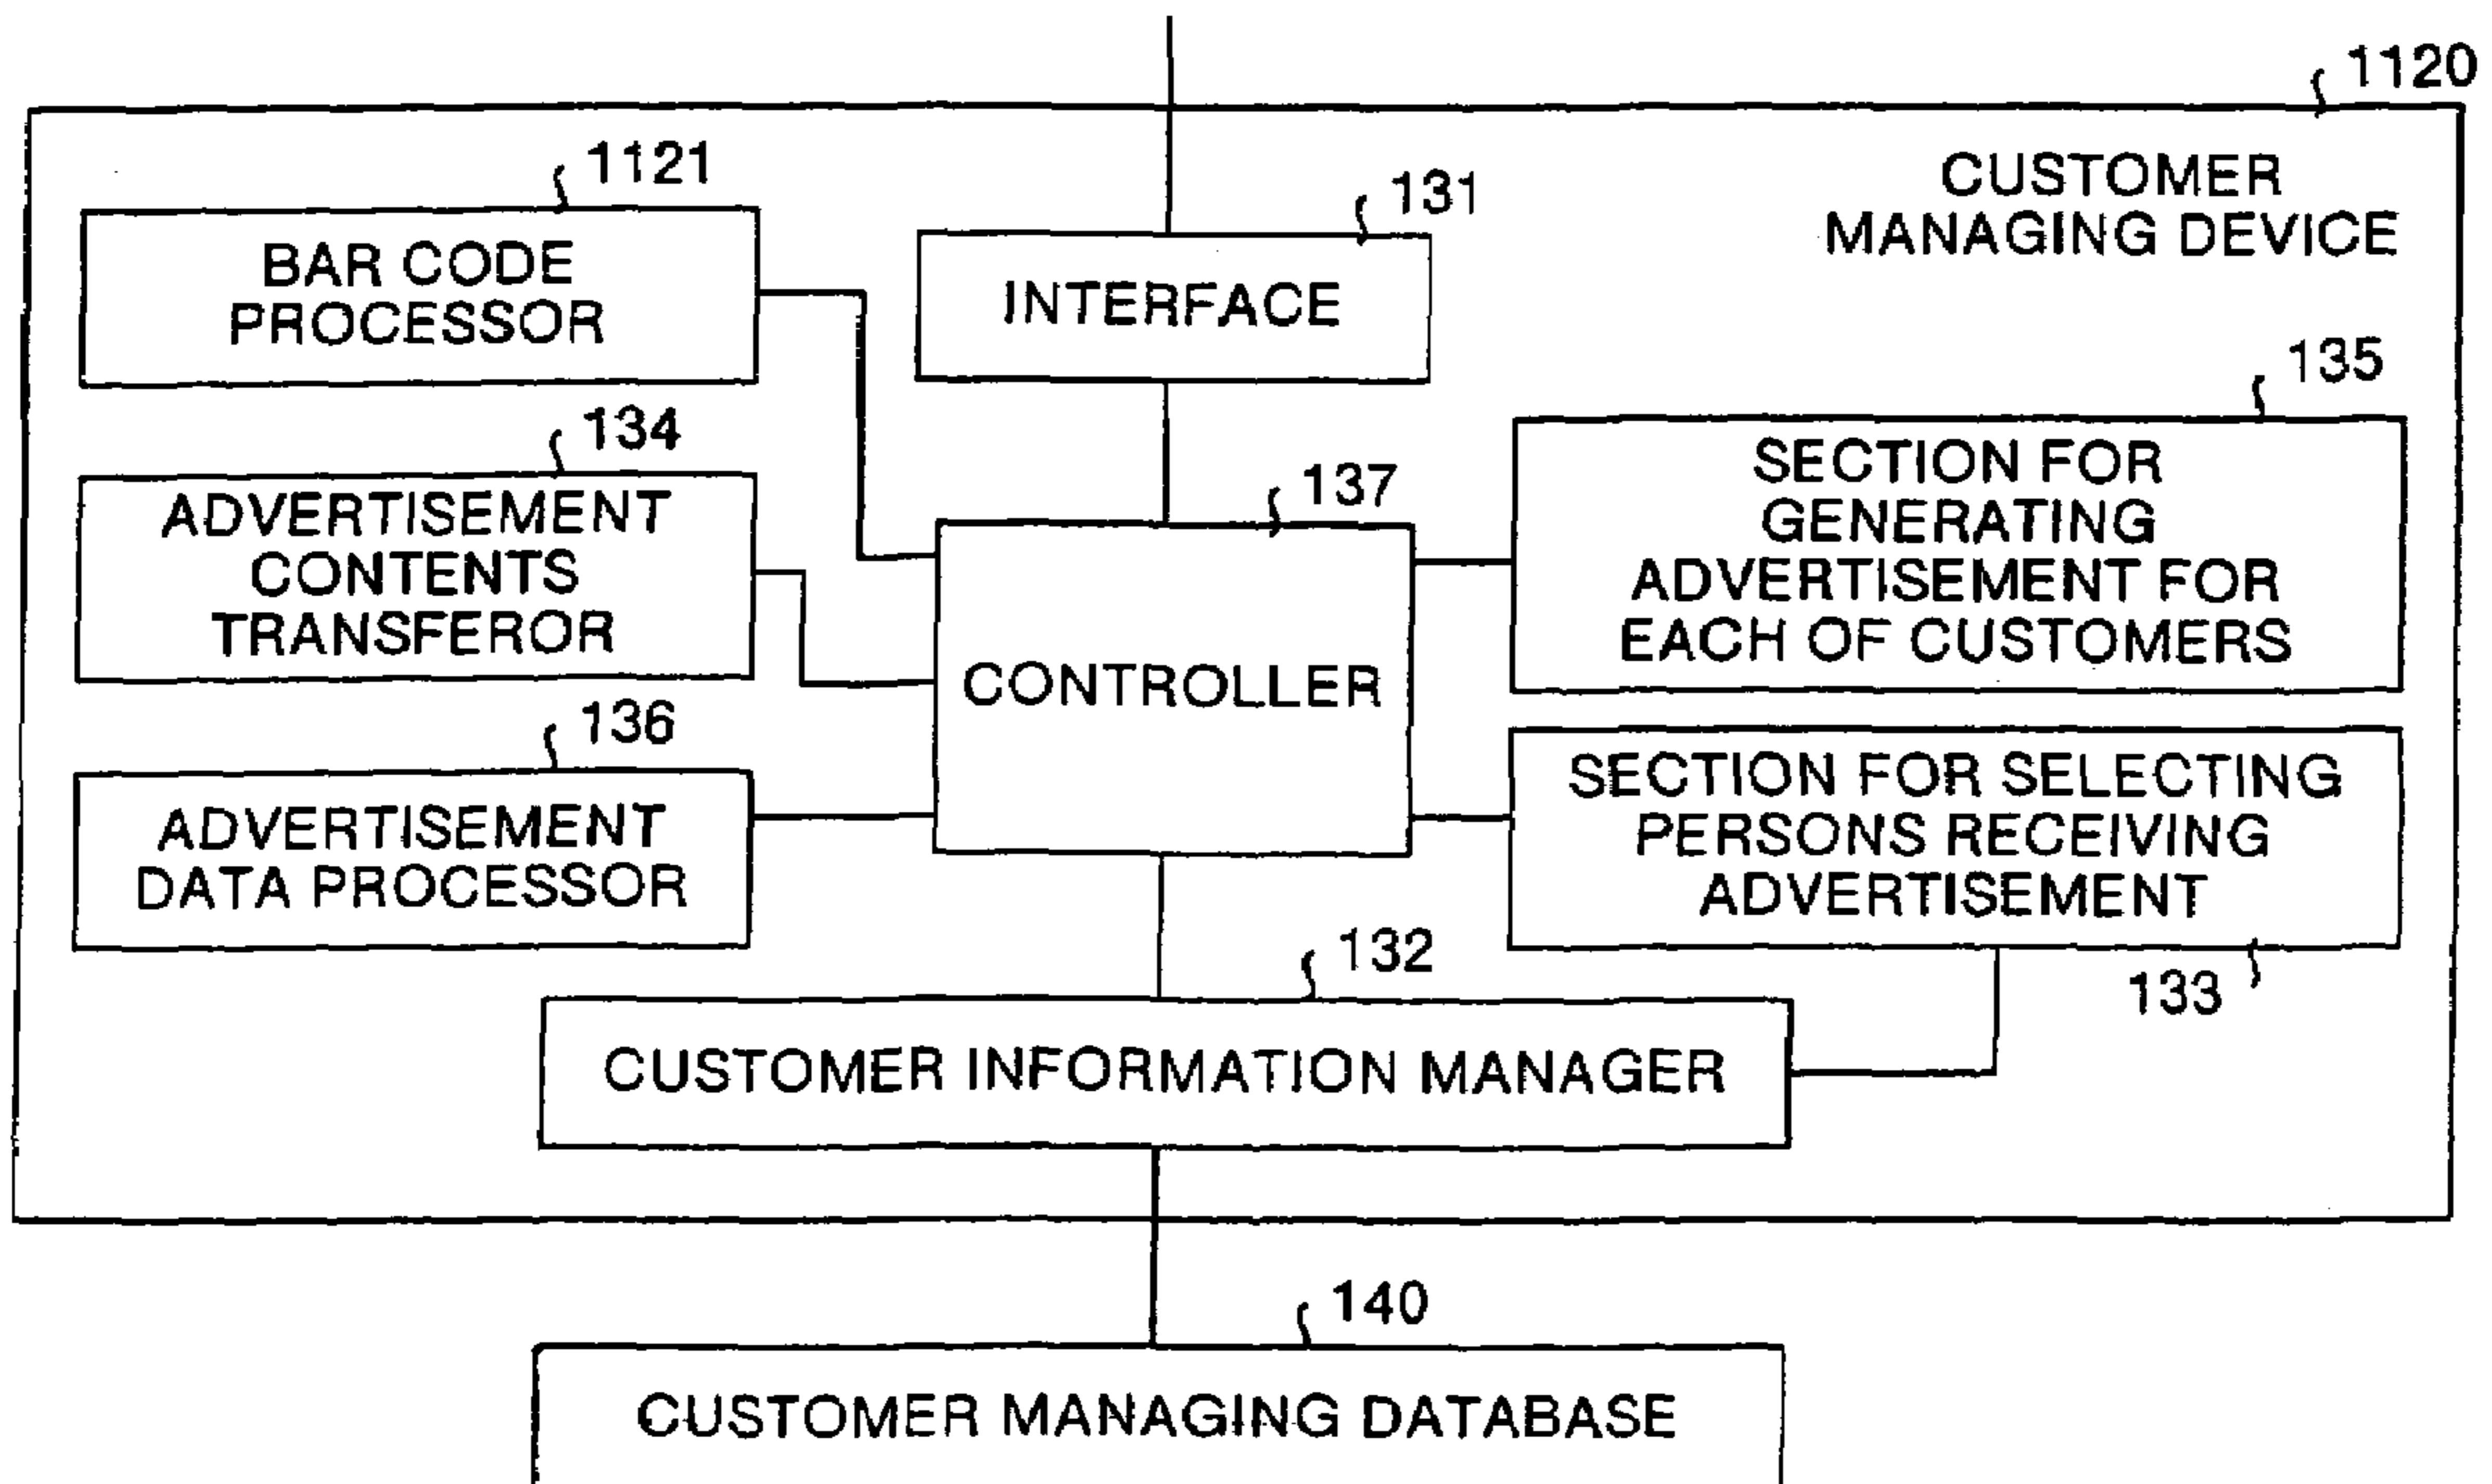 1120
CUSTOMER
MANAGING DEVICE
1121
BAR CODE
PROCESSOR
131
INTERFACE
135
SECTION FOR
GENERATING
ADVERTISEMENT FOR
EACH OF CUSTOMERS
134
ADVERTISEMENT
CONTENTS
TRANSFEROR
137
CONTROLLER
136
ADVERTISEMENT
DATA PROCESSOR
SECTION FOR SELECTING
PERSONS RECEIVING
ADVERTISEMENT
133
132
CUSTOMER INFORMATION MANAGER
140
CUSTOMER MANAGING DATABASE